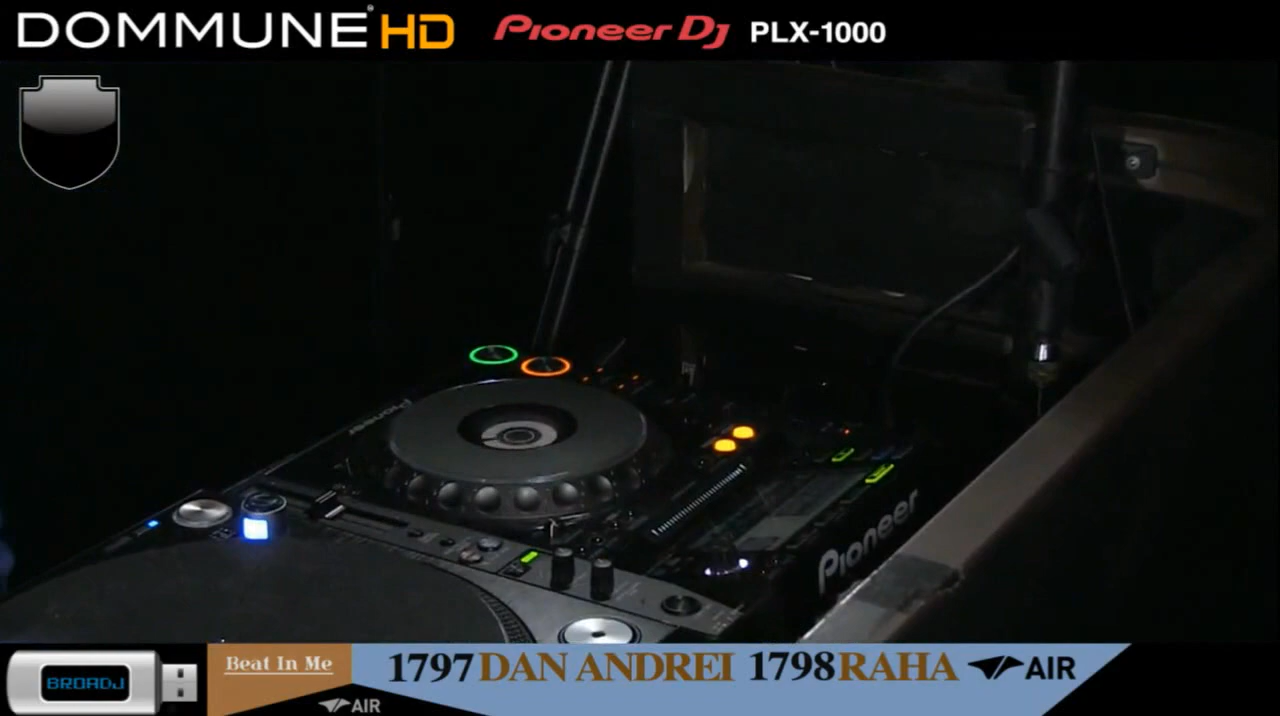 DOMMUNE® HD Pioneer Dj PLX-1000
Pioneer
Pioneer
BROADJ
Beat In Me
AIR
1797 DAN ANDREI 1798 RAHA AIR